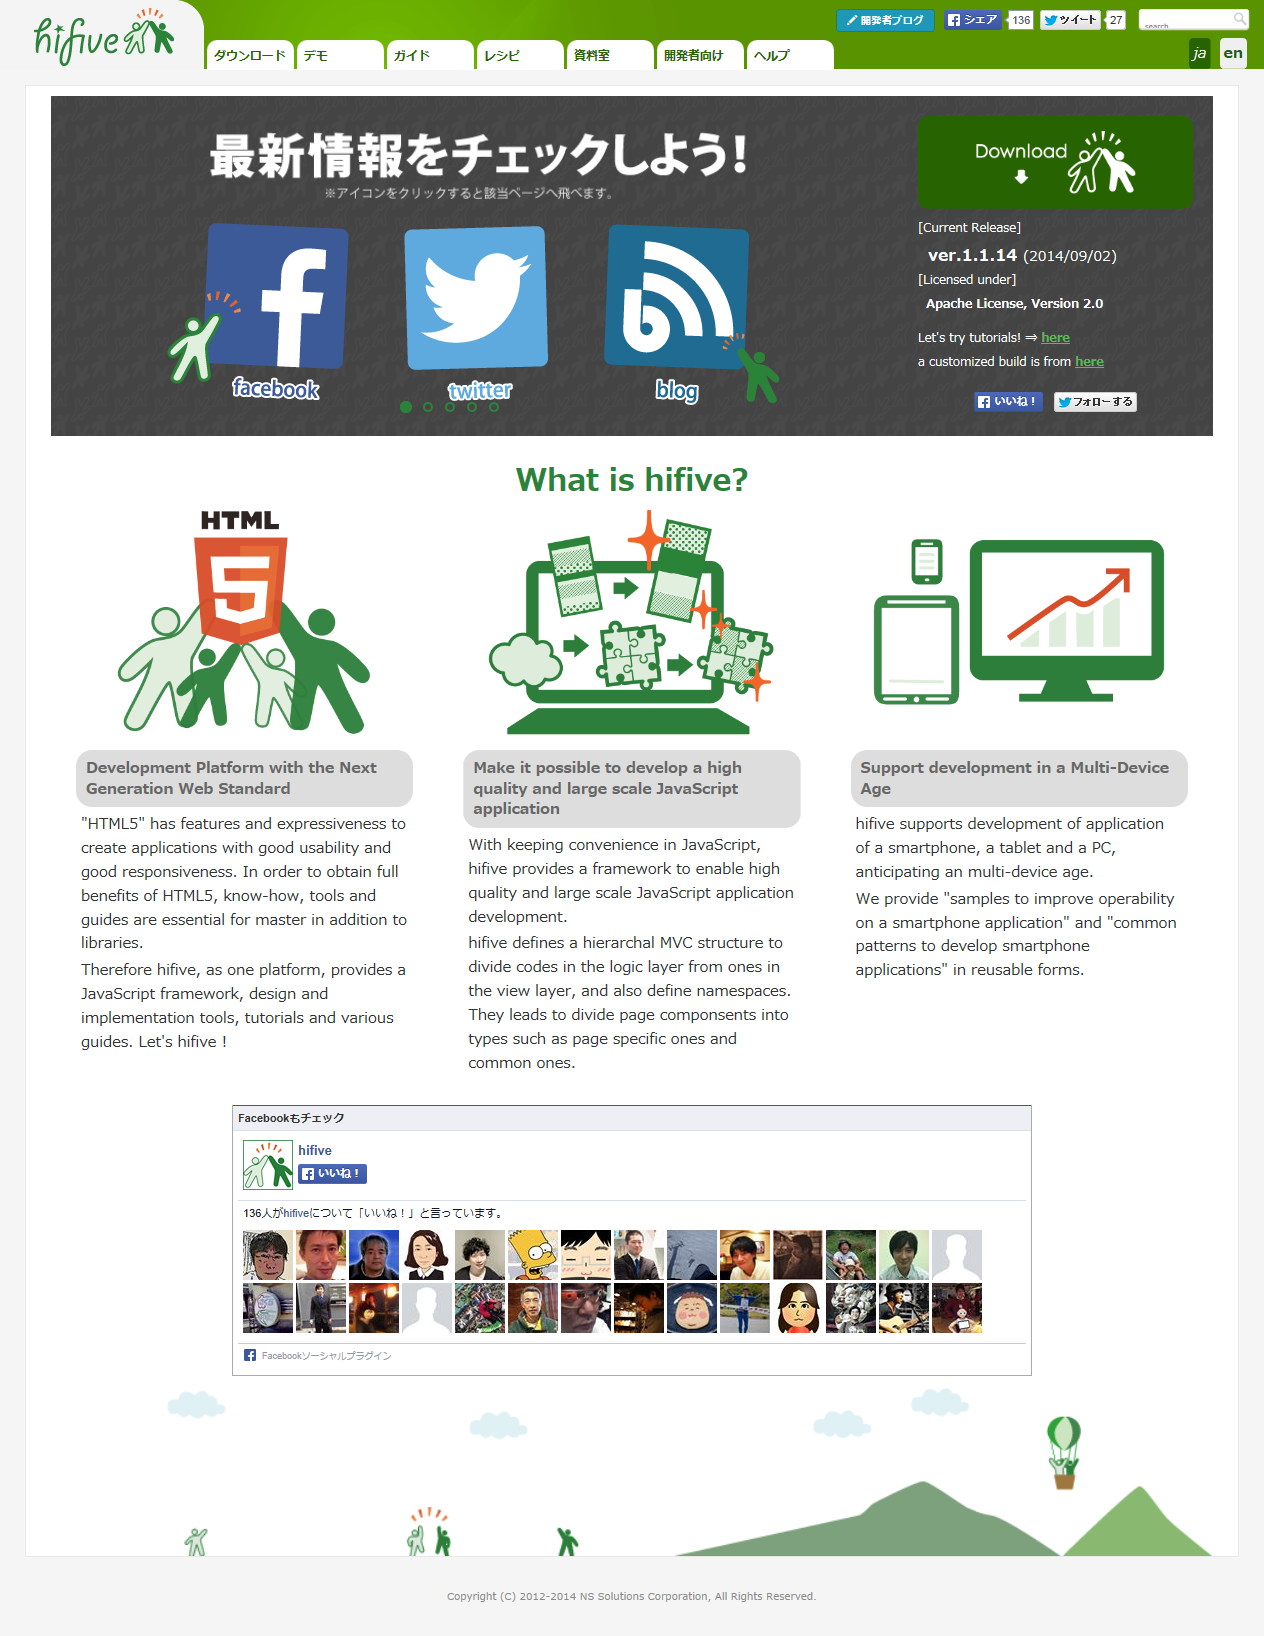 hifive
開発者ブログ
シェア 136
ツイート 27
search
ダウンロード
デモ
ガイド
レシピ
資料室
開発者向け
ヘルプ
ja
en
最新情報をチェックしよう!
※アイコンをクリックすると該当ページへ飛べます。
facebook
twitter
blog
Download
[Current Release]
ver.1.1.14 (2014/09/02)
[Licensed under]
Apache License, Version 2.0
Let's try tutorials! ⇒ here
a customized build is from here
いいね！
フォローする
What is hifive?
HTML
5
Development Platform with the Next
Generation Web Standard
"HTML5" has features and expressiveness to
create applications with good usability and
good responsiveness. In order to obtain full
benefits of HTML5, know-how, tools and
guides are essential for master in addition to
libraries.
Therefore hifive, as one platform, provides a
JavaScript framework, design and
implementation tools, tutorials and various
guides. Let's hifive !
Make it possible to develop a high
quality and large scale JavaScript
application
With keeping convenience in JavaScript,
hifive provides a framework to enable high
quality and large scale JavaScript application
development.
hifive defines a hierarchal MVC structure to
divide codes in the logic layer from ones in
the view layer, and also define namespaces.
They leads to divide page componsents into
types such as page specific ones and
common ones.
Support development in a Multi-Device
Age
hifive supports development of application
of a smartphone, a tablet and a PC,
anticipating an multi-device age.
We provide "samples to improve operability
on a smartphone application" and "common
patterns to develop smartphone
applications" in reusable forms.
Facebookもチェック
hifive
いいね！
136人がhifiveについて「いいね！」と言っています。
Facebookソーシャルプラグイン
Copyright (C) 2012-2014 NS Solutions Corporation, All Rights Reserved.